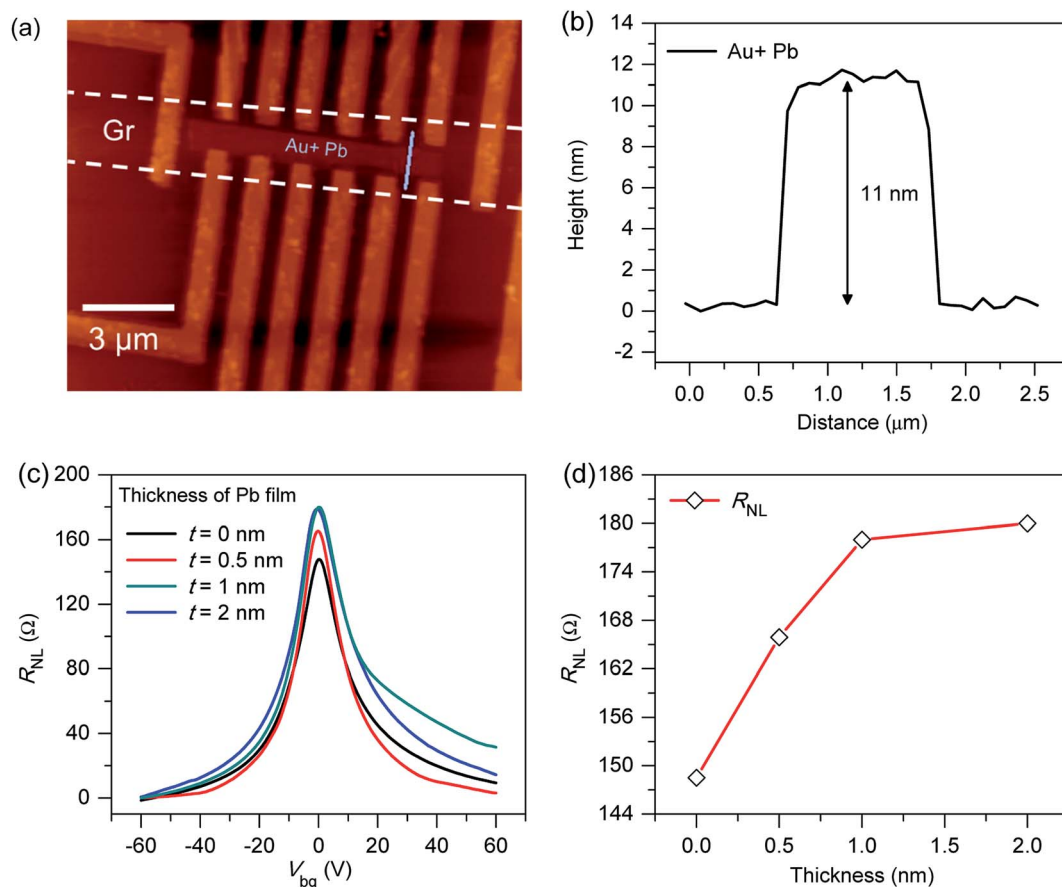 (a)
Gr
Au+ Pb
3 μm
(b)
Au+ Pb
11 nm
14
12
10
8
6
4
2
0
-2
Height (nm)
0.0 0.5 1.0 1.5 2.0 2.5
Distance (μm)
(c)
Thickness of Pb film
t = 0 nm
t = 0.5 nm
t = 1 nm
t = 2 nm
200
160
120
80
40
0
R_NL (Ω)
-60 -40 -20 0 20 40 60
V_bg (V)
(d)
R_NL
186
180
174
168
162
156
150
144
R_NL (Ω)
0.0 0.5 1.0 1.5 2.0
Thickness (nm)